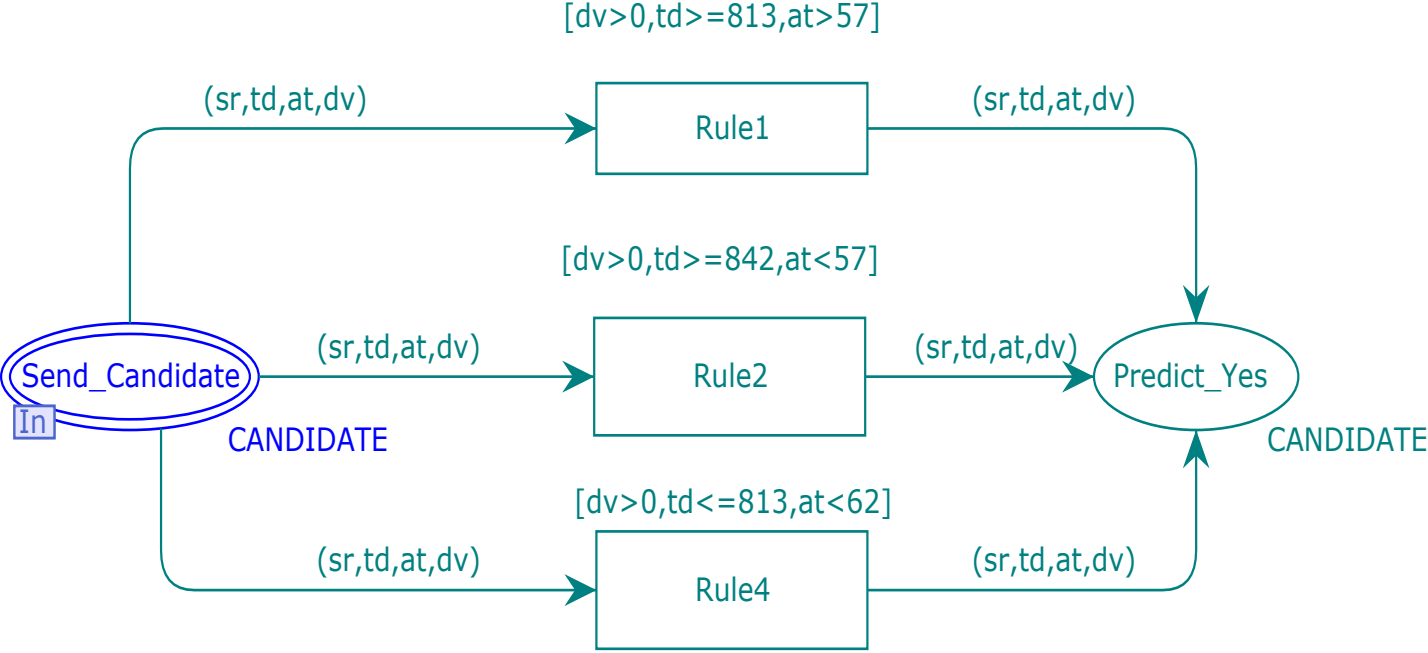 [dv>0,td>=813,at>57]
(sr,td,at,dv)
(sr,td,at,dv)
Rule1
[dv>0,td>=842,at<57]
(sr,td,at,dv)
(sr,td,at,dv)
Send_Candidate
Rule2
Predict_Yes
In
CANDIDATE
CANDIDATE
[dv>0,td<=813,at<62]
(sr,td,at,dv)
(sr,td,at,dv)
Rule4